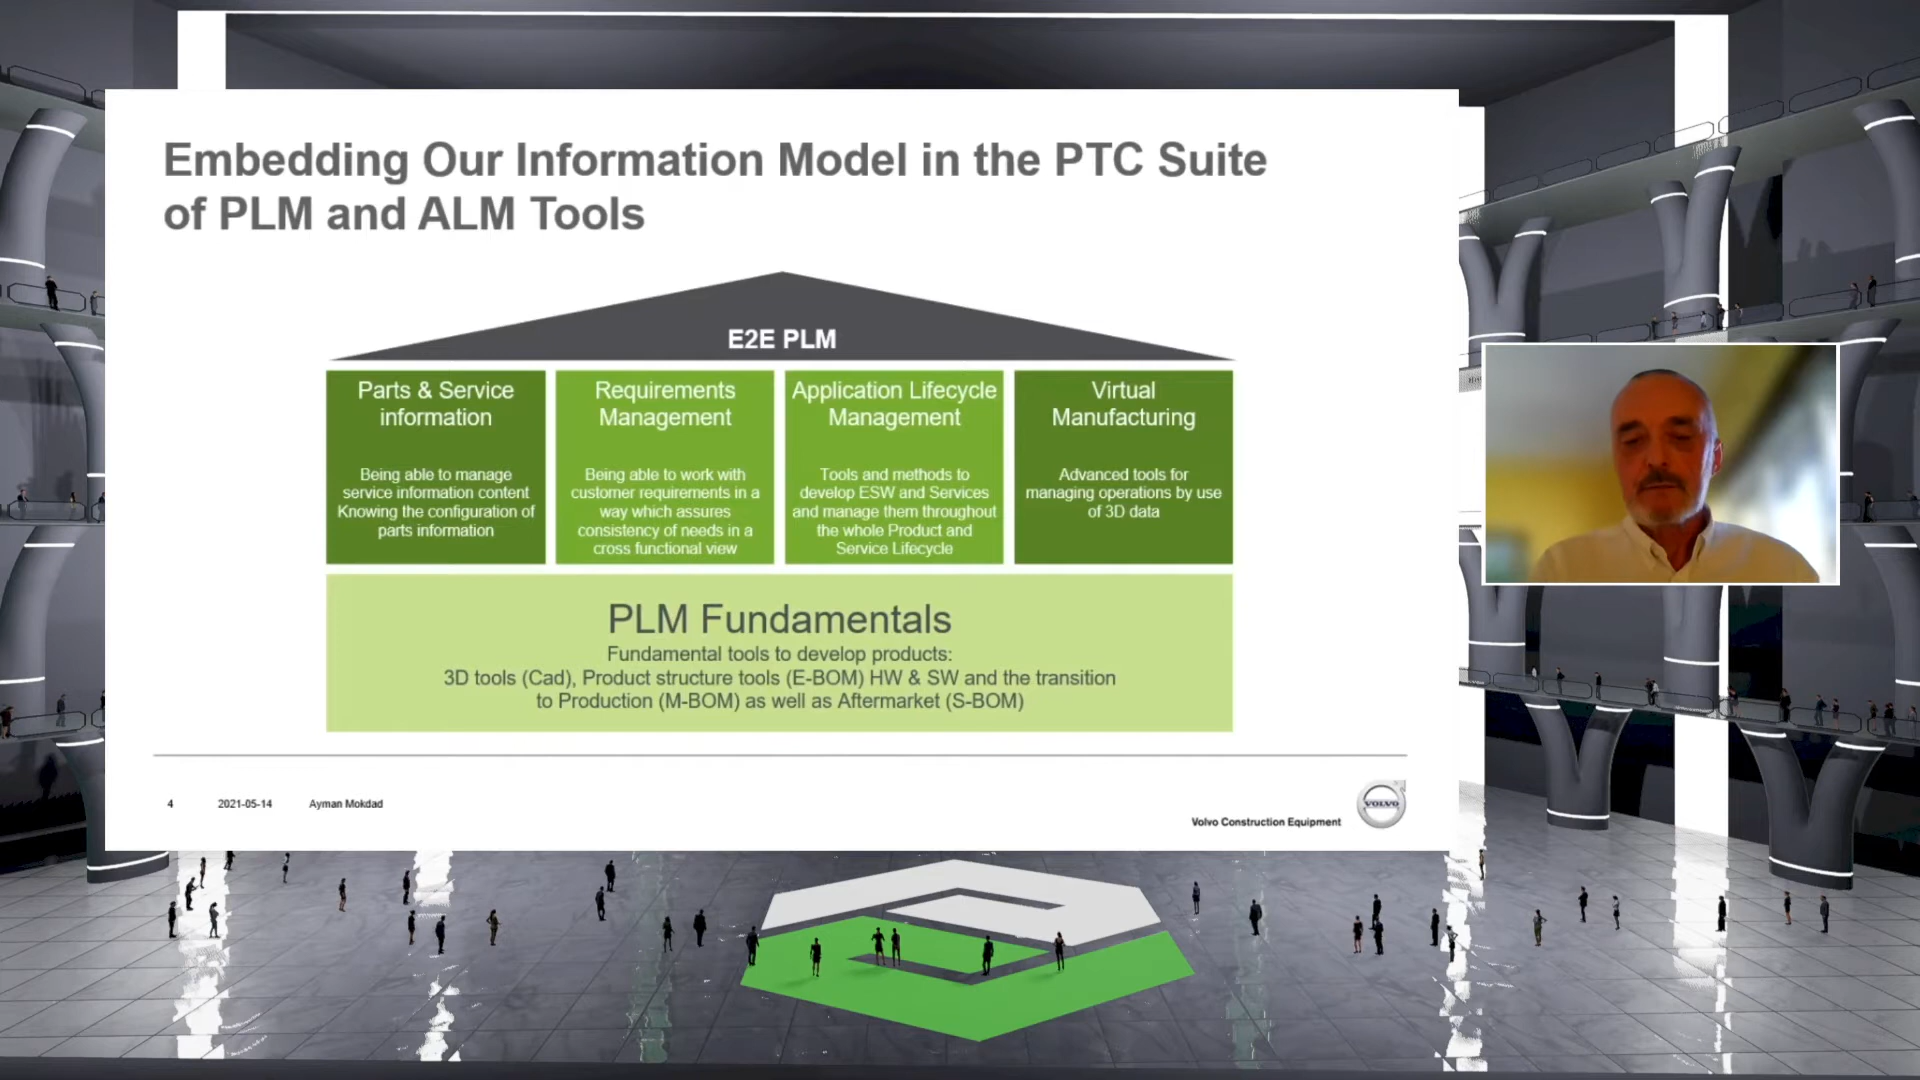 Embedding Our Information Model in the PTC Suite
of PLM and ALM Tools
E2E PLM
Parts & Service
information
Being able to manage
service information content
Knowing the configuration of
parts information
Requirements
Management
Being able to work with
customer requirements in a
way which assures
consistency of needs in a
cross functional view
Application Lifecycle
Management
Tools and methods to
develop ESW and Services
and manage them throughout
the whole Product and
Service Lifecycle
Virtual
Manufacturing
Advanced tools for
managing operations by use
of 3D data
PLM Fundamentals
Fundamental tools to develop products:
3D tools (Cad), Product structure tools (E-BOM) HW & SW and the transition
to Production (M-BOM) as well as Aftermarket (S-BOM)
4 2021-05-14 Ayman Mokdad
Volvo Construction Equipment
VOLVO